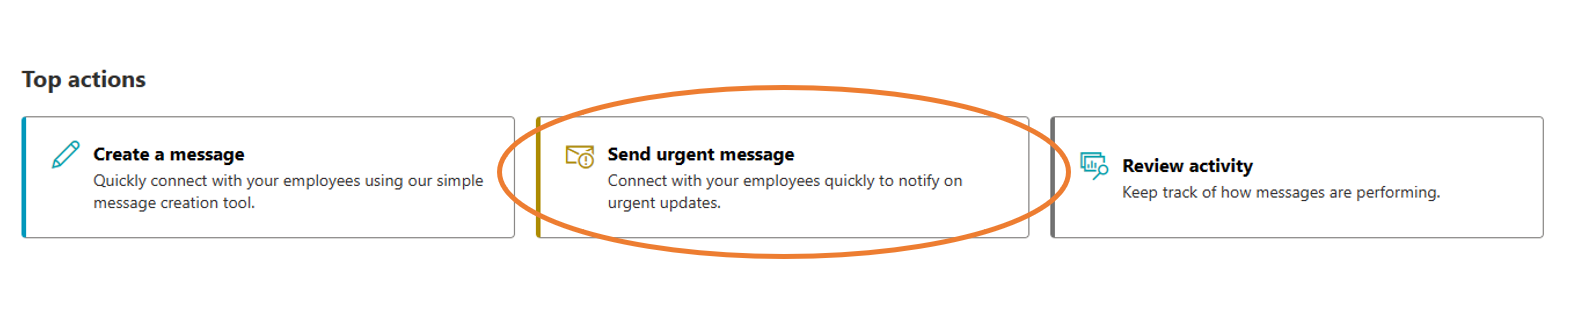 Top actions
Create a message
Quickly connect with your employees using our simple
message creation tool.
Send urgent message
Connect with your employees quickly to notify on
urgent updates.
Review activity
Keep track of how messages are performing.